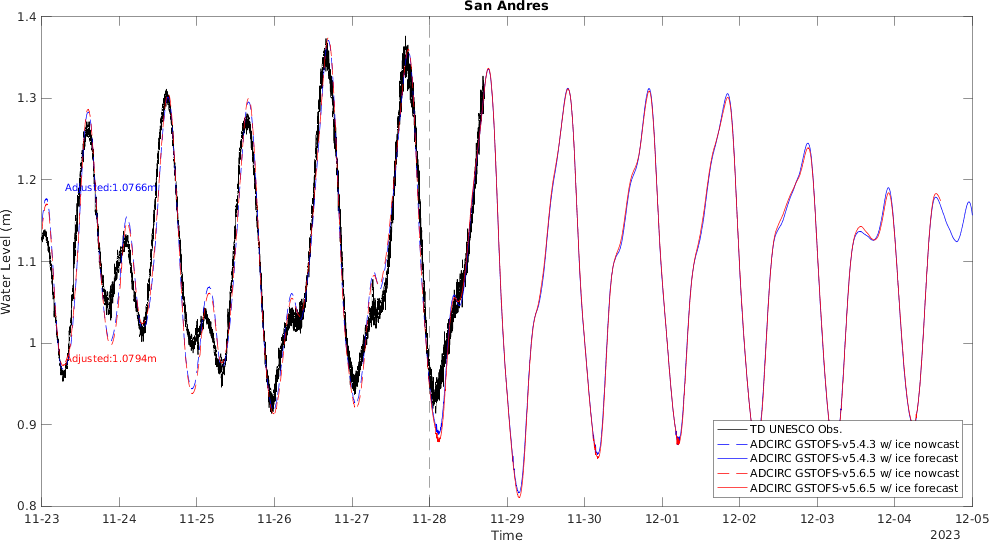 San Andres
1.4
1.3
1.2
1.1
1
0.9
0.8
Water Level (m)
Adjusted:1.0766m
Adjusted:1.0794m
TD UNESCO Obs.
ADCIRC GSTOFS-v5.4.3 w/ ice nowcast
ADCIRC GSTOFS-v5.4.3 w/ ice forecast
ADCIRC GSTOFS-v5.6.5 w/ ice nowcast
ADCIRC GSTOFS-v5.6.5 w/ ice forecast
11-23 11-24 11-25 11-26 11-27 11-28 11-29 11-30 12-01 12-02 12-03 12-04 12-05
Time
2023